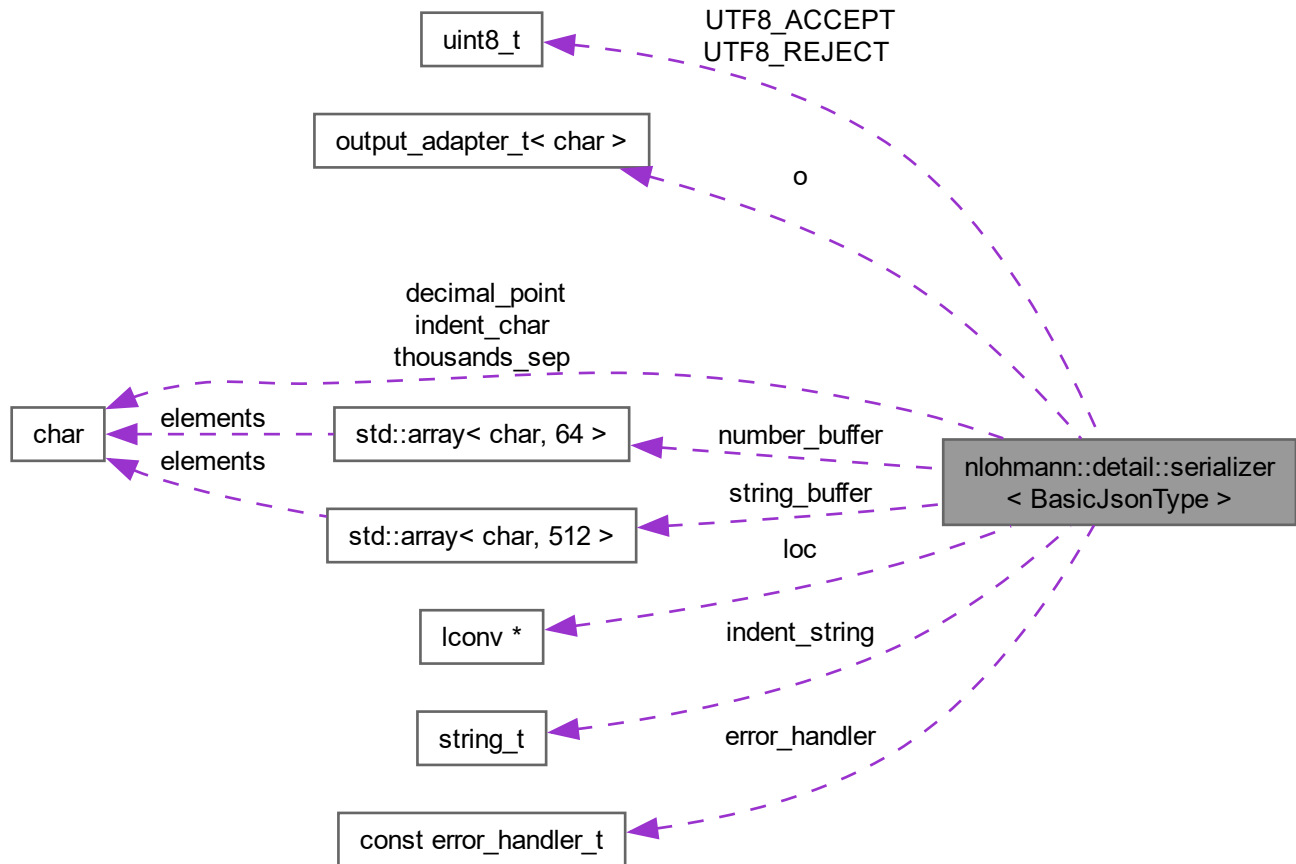 UTF8_ACCEPT
UTF8_REJECT
uint8_t
output_adapter_t< char >
o
decimal_point
indent_char
thousands_sep
char
elements
elements
std::array< char, 64 >
number_buffer
nlohmann::detail::serializer
< BasicJsonType >
string_buffer
std::array< char, 512 >
loc
lconv *
indent_string
string_t
error_handler
const error_handler_t